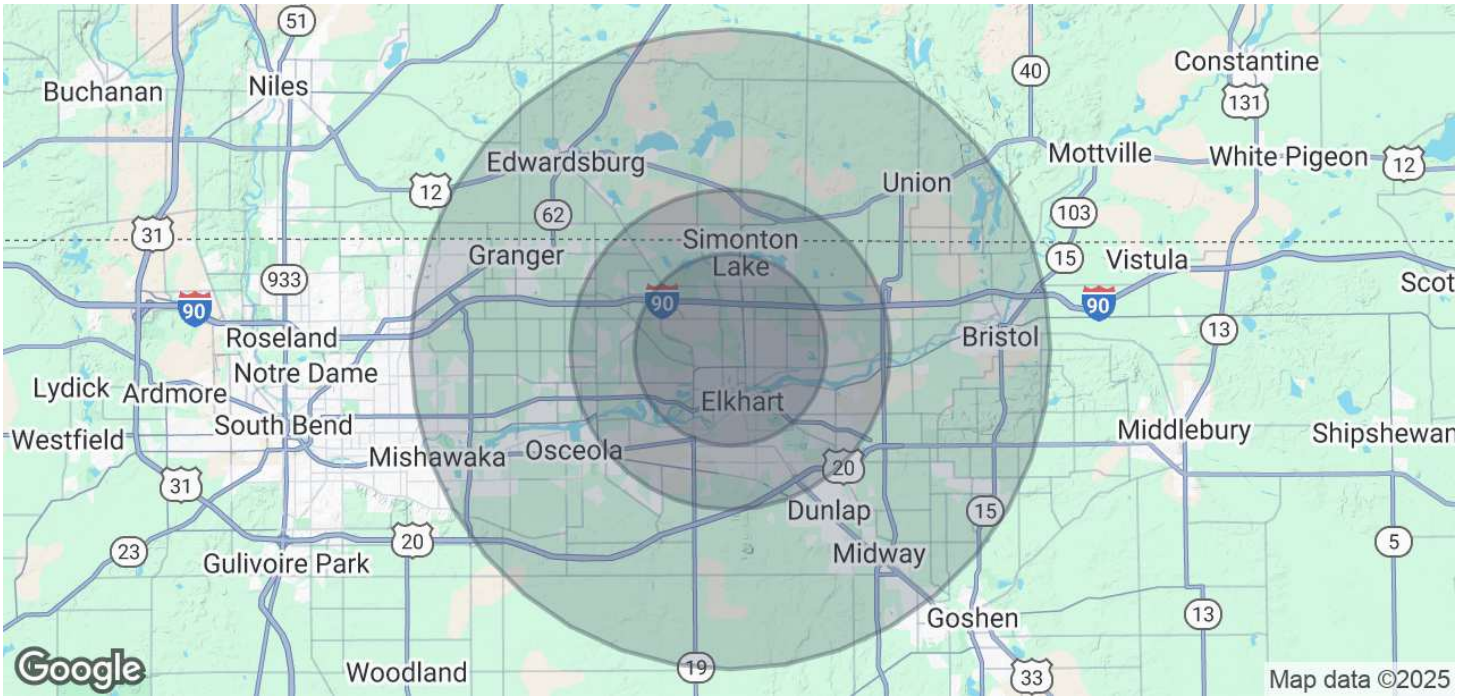 51
Constantine
40
Buchanan
Niles
131
Edwardsburg
Mottville
White Pigeon
12
12
Union
62
103
31
Simonton
Lake
Granger
15
Vistula
933
Scot
90
90
90
Roseland
Bristol
13
Notre Dame
Lydick
Ardmore
Elkhart
South Bend
Westfield
Middlebury
Shipshewan
Mishawaka
Osceola
20
31
Dunlap
15
20
23
Midway
5
Gulivoire Park
Goshen
13
Google
Woodland
19
33
Map data ©2025